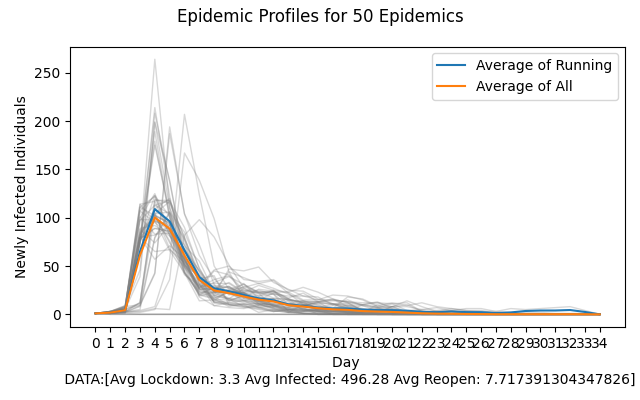 Epidemic Profiles for 50 Epidemics
Average of Running
Average of All
Newly Infected Individuals
250
200
150
100
50
0
0 1 2 3 4 5 6 7 8 9 10 11 12 13 14 15 16 17 18 19 20 21 22 23 24 25 26 27 28 29 30 31 32 33 34
Day
DATA:[Avg Lockdown: 3.3 Avg Infected: 496.28 Avg Reopen: 7.717391304347826]